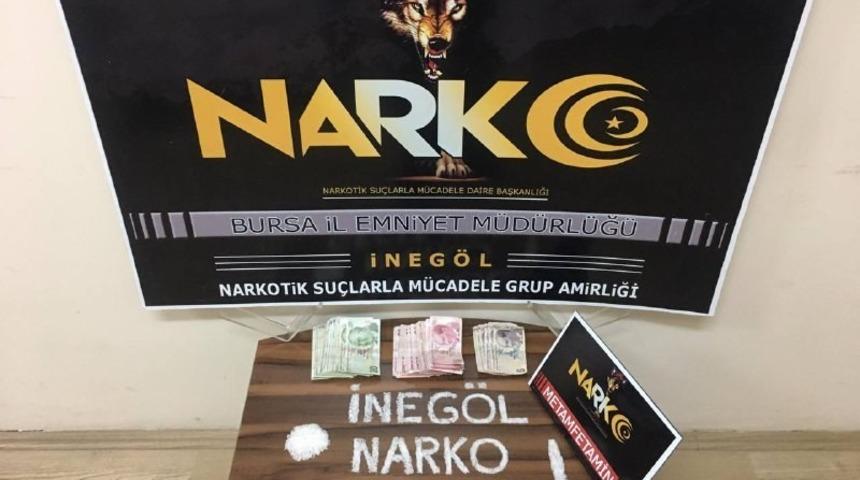 NARKO
NARKOTİK SUÇLARLA MÜCADELE DAİRE BAŞKANLIĞI
BURSA İL EMNİYET MÜDÜRLÜĞÜ
İNEGÖL
NARKOTİK SUÇLARLA MÜCADELE GRUP AMİRLİĞİ
İNEGÖL
NARKO
NARKO
METAMFETAMİN